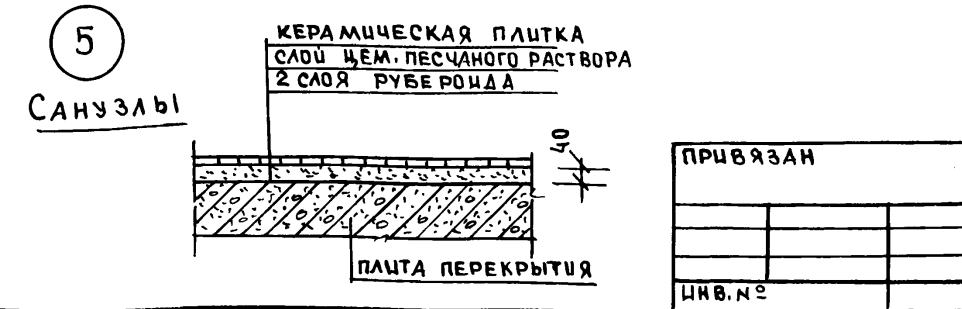 5
САНУЗЛЫ
КЕРАМИЧЕСКАЯ ПЛИТКА
СЛОЙ ЦЕМ. ПЕСЧАНОГО РАСТВОРА
2 СЛОЯ РУБЕРОИДА
40
ПЛИТА ПЕРЕКРЫТИЯ
ПРИВЯЗАН
ИНВ. №